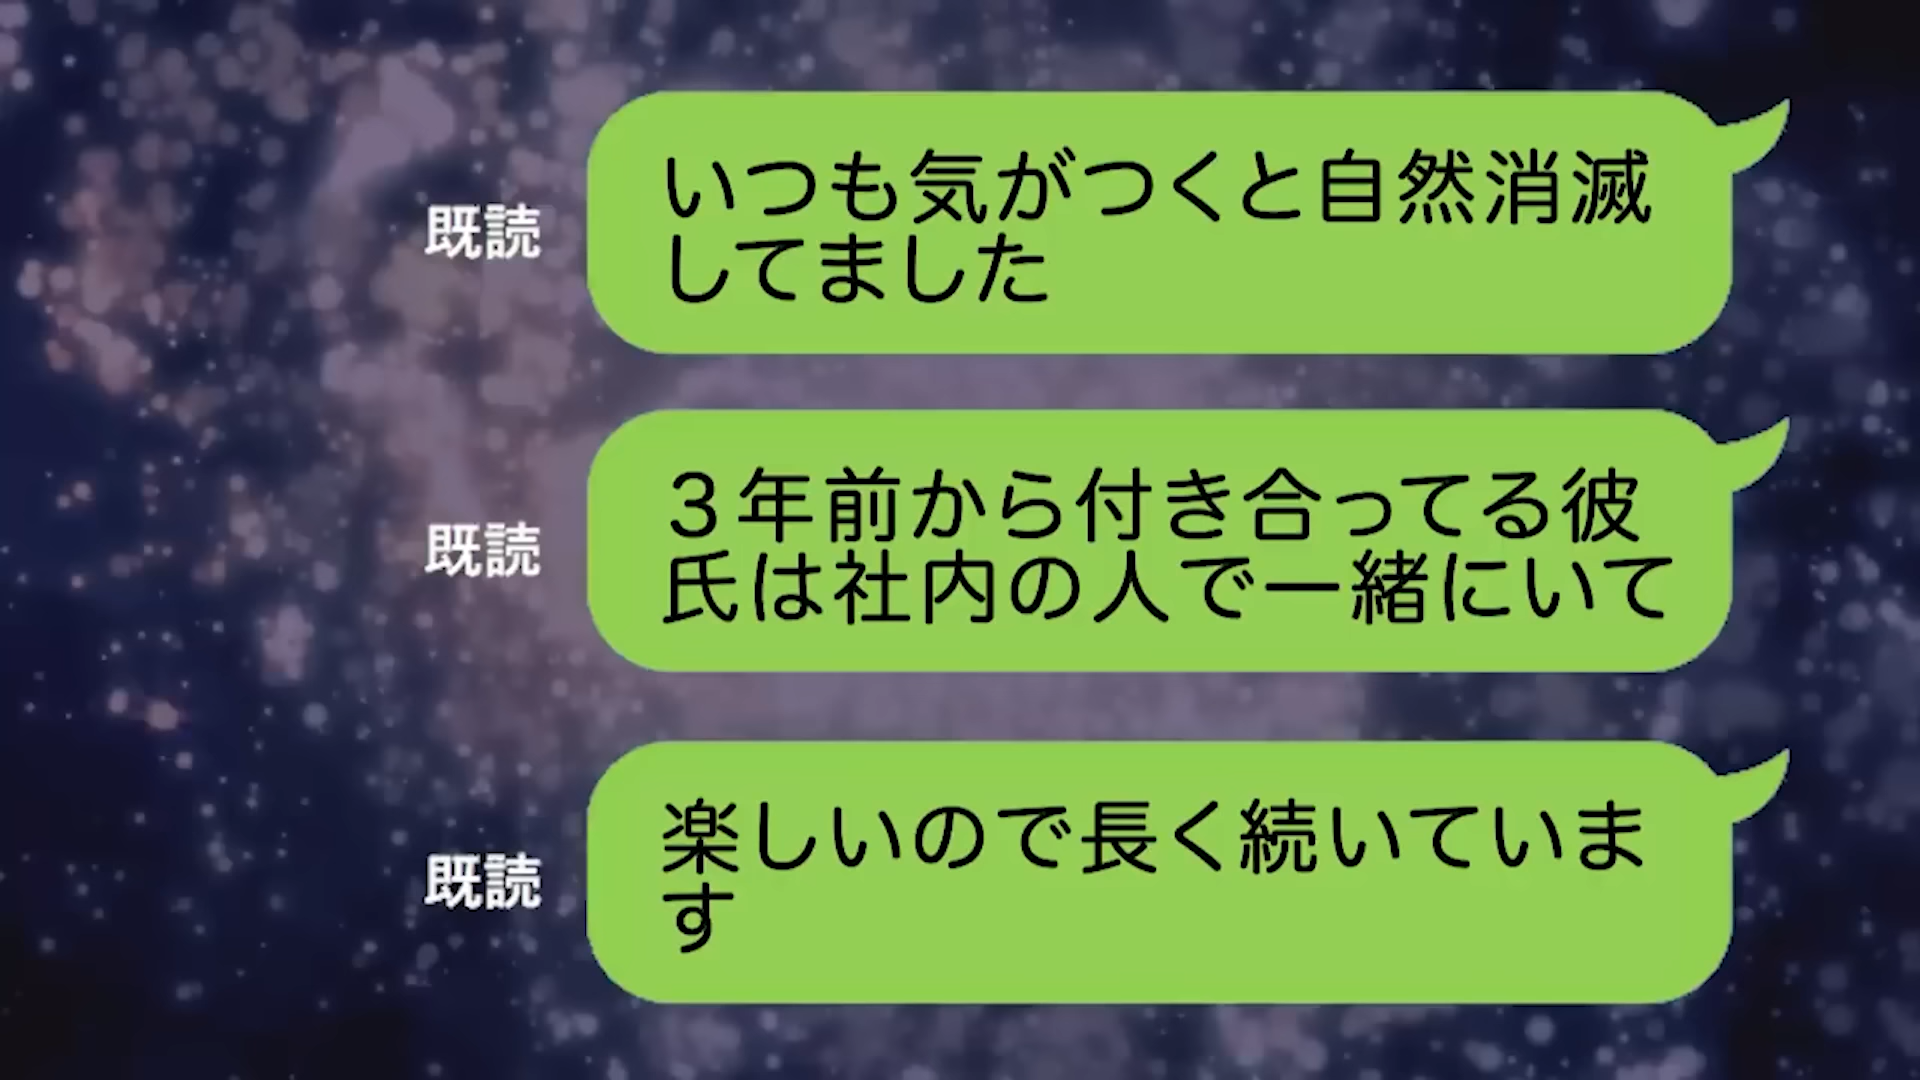 いつも気がつくと自然消滅
してました
既読
３年前から付き合ってる彼
氏は社内の人で一緒にいて
既読
楽しいので長く続いていま
す
既読